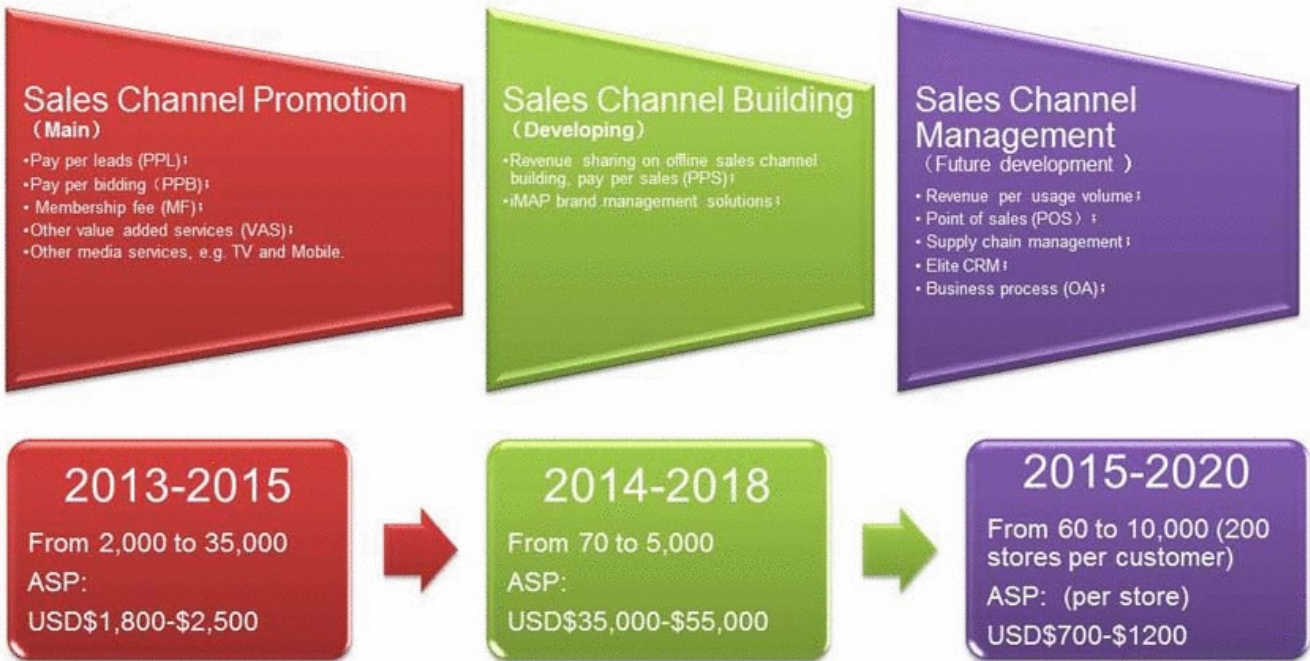 Sales Channel Promotion
（Main）
•Pay per leads (PPL)；
•Pay per bidding（PPB)；
• Membership fee (MF)；
•Other value added services (VAS)；
•Other media services, e.g. TV and Mobile.
Sales Channel Building
（Developing）
•Revenue sharing on offline sales channel
building, pay per sales (PPS)；
•iMAP brand management solutions；
Sales Channel
Management
（Future development ）
• Revenue per usage volume；
• Point of sales (POS）；
• Supply chain management；
• Elite CRM；
• Business process (OA)；
2013-2015
From 2,000 to 35,000
ASP:
USD$1,800-$2,500
2014-2018
From 70 to 5,000
ASP:
USD$35,000-$55,000
2015-2020
From 60 to 10,000 (200
stores per customer)
ASP: (per store)
USD$700-$1200